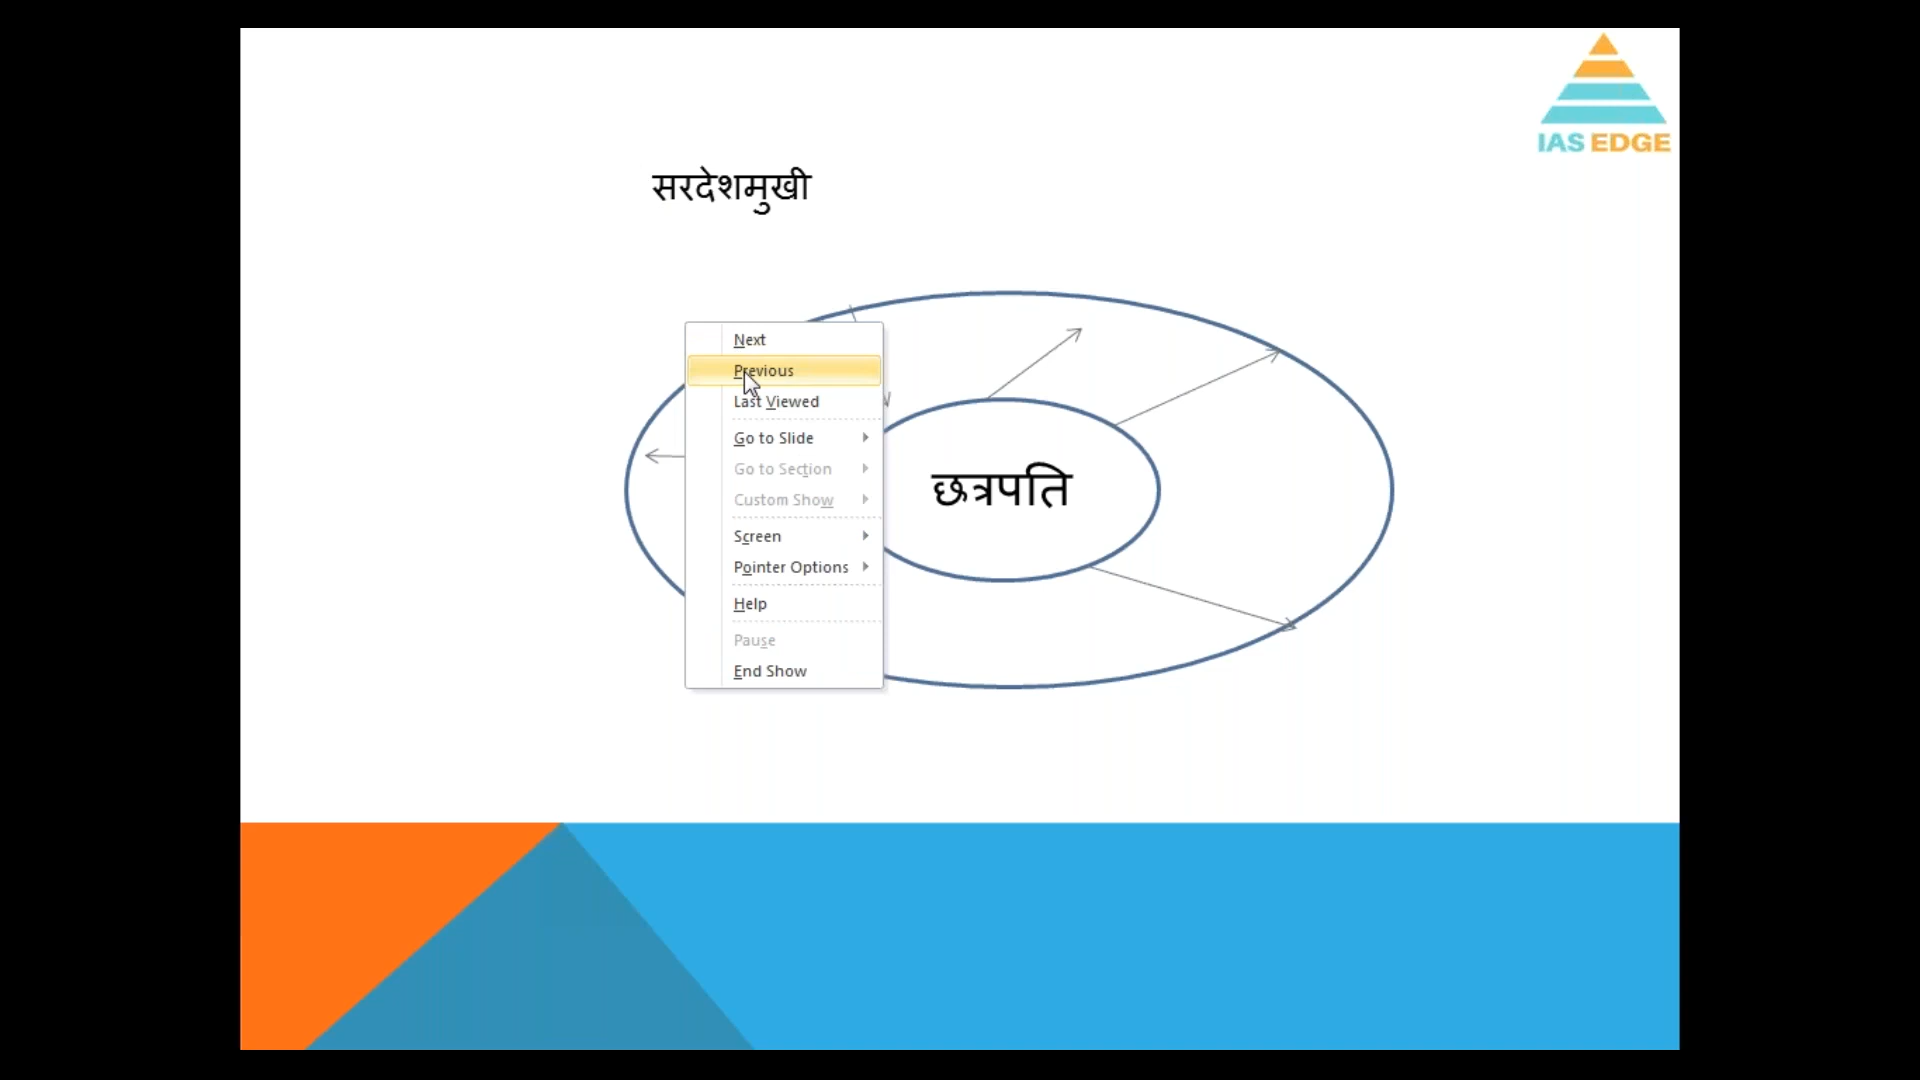 IAS EDGE
सरदेशमुखी
Next
Previous
Last Viewed
Go to Slide
Go to Section
Custom Show
छत्रपति
Screen
Pointer Options
Help
Pause
End Show